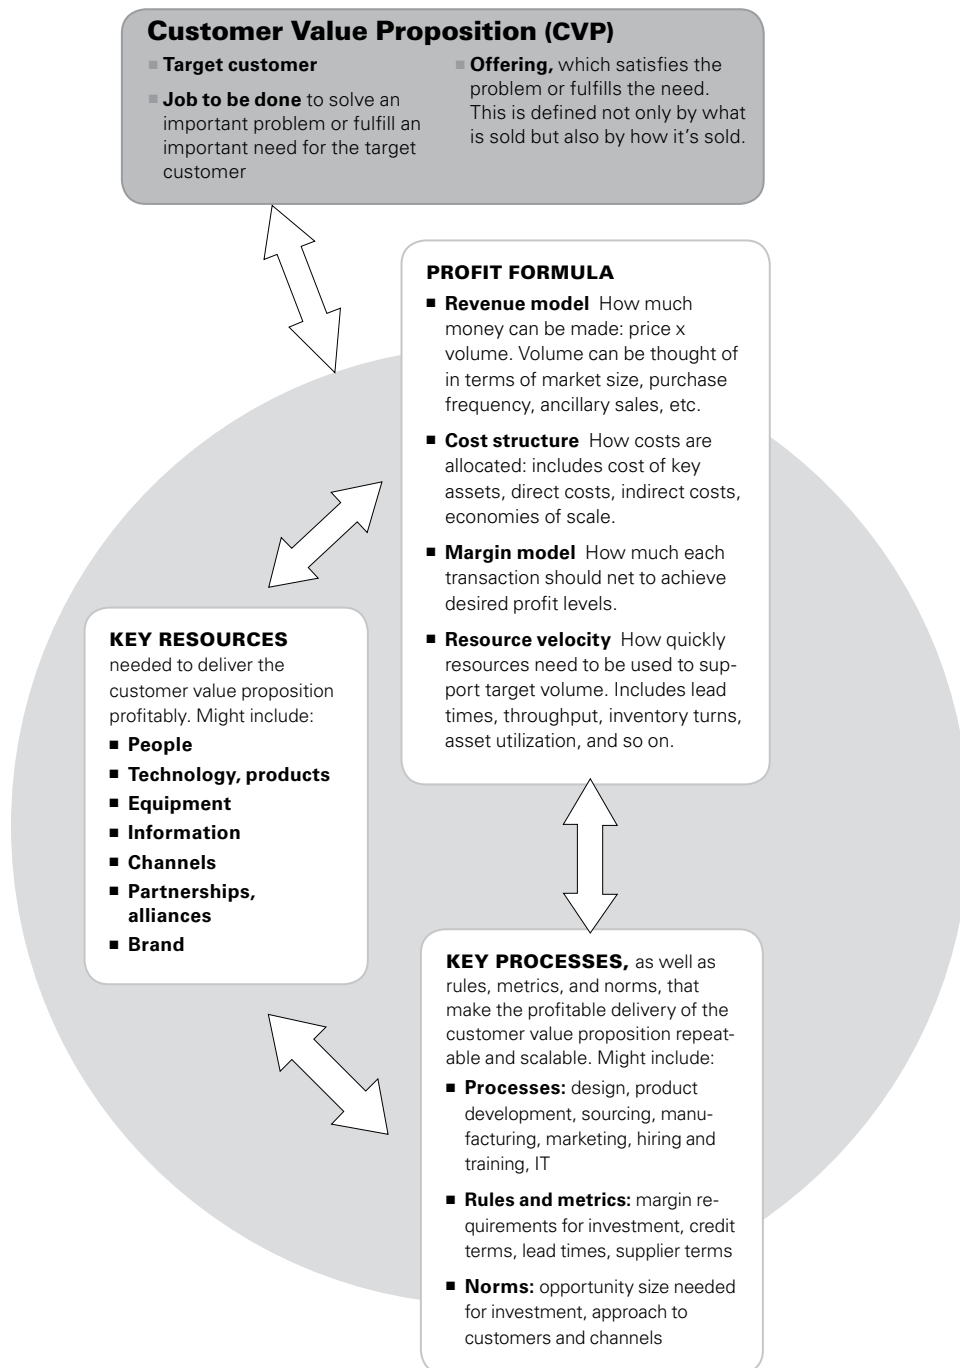 Customer Value Proposition (CVP)
■ Target customer
■ Job to be done to solve an
important problem or fulfill an
important need for the target
customer
■ Offering, which satisfies the
problem or fulfills the need.
This is defined not only by what
is sold but also by how it's sold.
PROFIT FORMULA
■ Revenue model How much
money can be made: price x
volume. Volume can be thought of
in terms of market size, purchase
frequency, ancillary sales, etc.
■ Cost structure How costs are
allocated: includes cost of key
assets, direct costs, indirect costs,
economies of scale.
■ Margin model How much each
transaction should net to achieve
desired profit levels.
■ Resource velocity How quickly
resources need to be used to sup-
port target volume. Includes lead
times, throughput, inventory turns,
asset utilization, and so on.
KEY RESOURCES
needed to deliver the
customer value proposition
profitably. Might include:
■ People
■ Technology, products
■ Equipment
■ Information
■ Channels
■ Partnerships,
alliances
■ Brand
KEY PROCESSES, as well as
rules, metrics, and norms, that
make the profitable delivery of the
customer value proposition repeat-
able and scalable. Might include:
■ Processes: design, product
development, sourcing, manu-
facturing, marketing, hiring and
training, IT
■ Rules and metrics: margin re-
quirements for investment, credit
terms, lead times, supplier terms
■ Norms: opportunity size needed
for investment, approach to
customers and channels